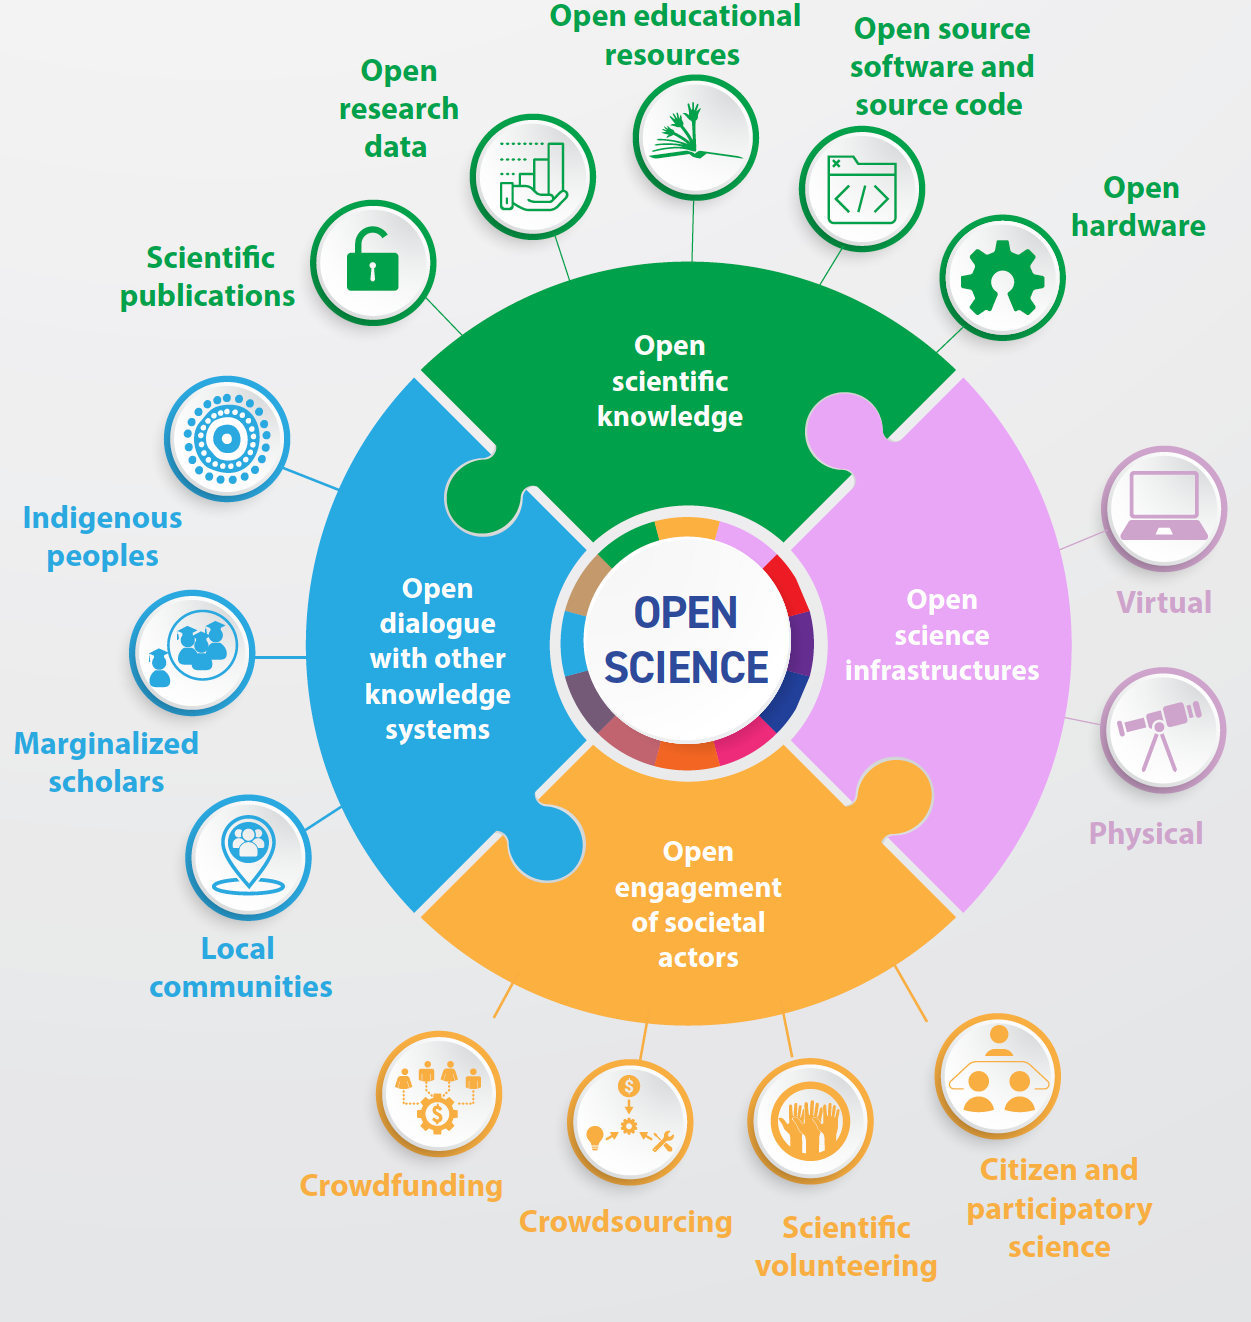 Open educational
resources
Open source
software and
source code
Open
research
data
Open
hardware
Scientific
publications
Open
scientific
knowledge
Indigenous
peoples
Open
dialogue
with other
knowledge
systems
OPEN
SCIENCE
Open
science
infrastructures
Virtual
Marginalized
scholars
Physical
Open
engagement
of societal
actors
Local
communities
Crowdfunding
Crowdsourcing
Scientific
volunteering
Citizen and
participatory
science